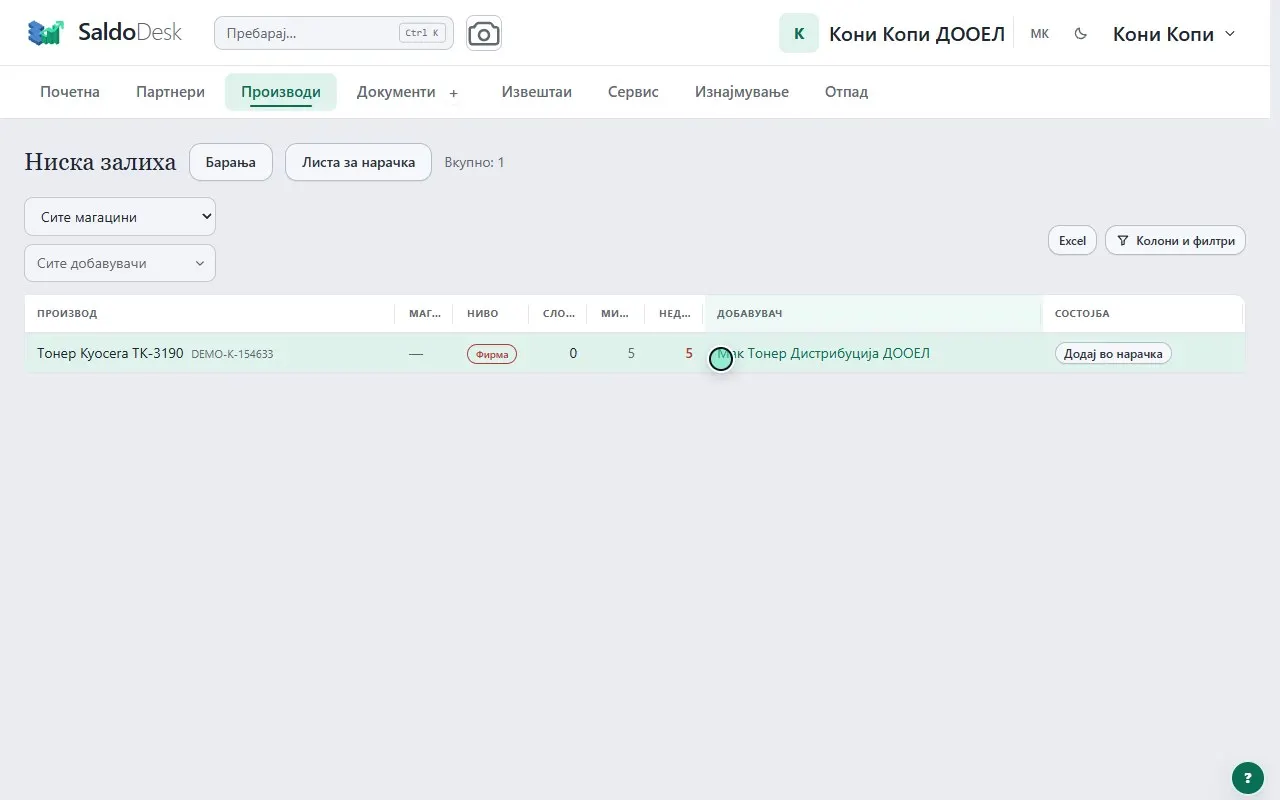 SaldoDesk
Пребарај... Ctrl K
К Кони Копи ДООЕЛ МК Кони Копи
Почетна Партнери Производи Документи + Извештаи Сервис Изнајмување Отпад
Ниска залиха Барања Листа за нарачка Вкупно: 1
Сите магацини
Сите добавувачи
Excel Колони и филтри
ПРОИЗВОД МАГ... НИВО СЛО... МИ... НЕД... ДОБАВУВАЧ СОСТОЈБА
Тонер Kyocera TK-3190 DEMO-K-154633 — Фирма 0 5 5 Тонер Дистрибуција ДООЕЛ Додај во нарачка
?